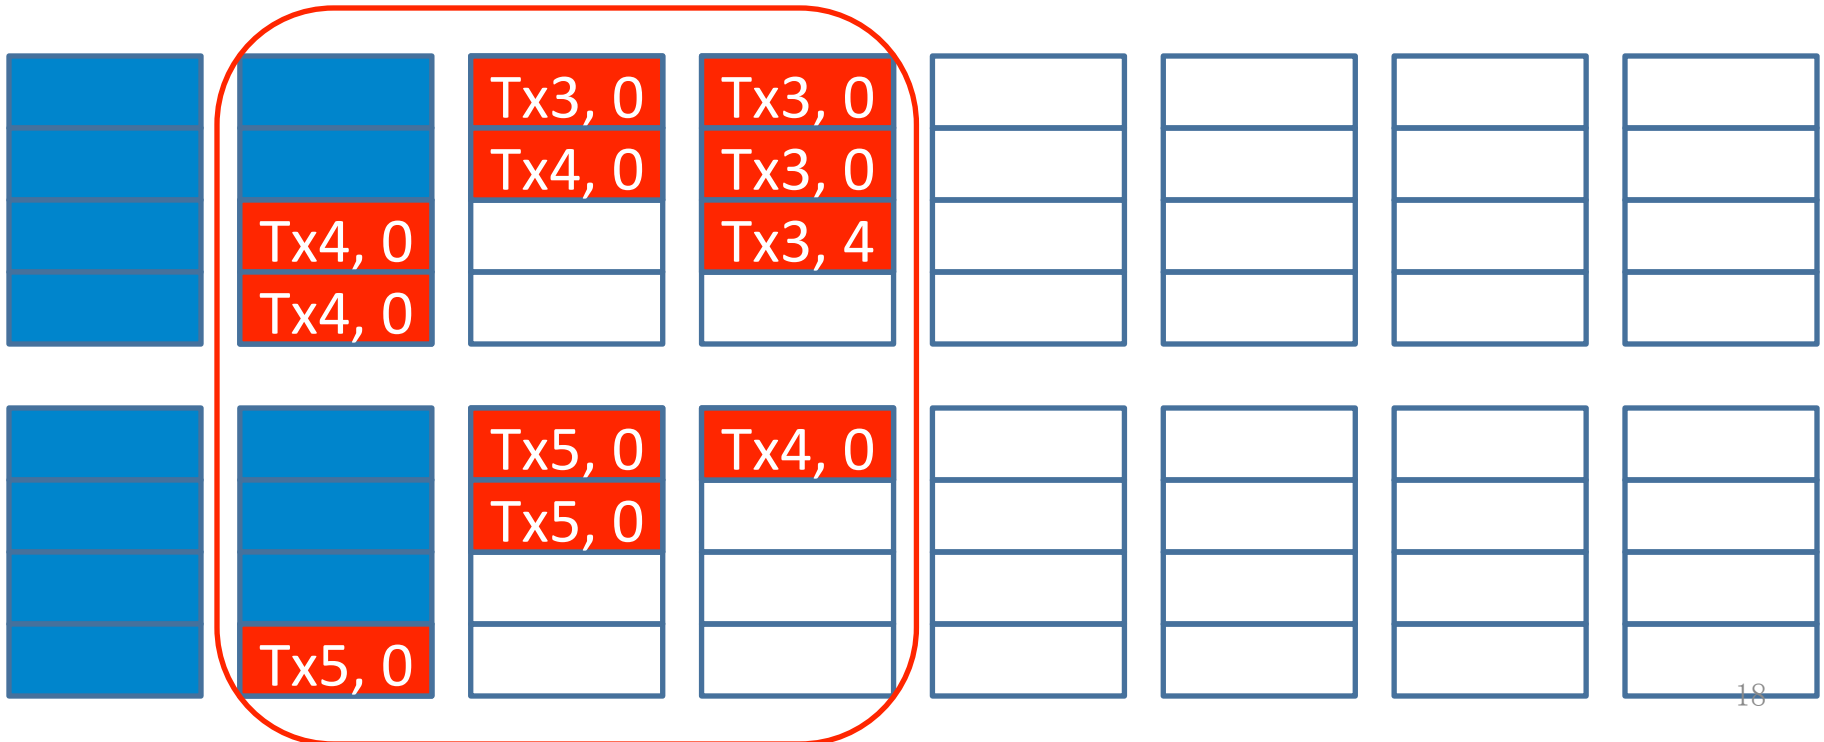 Tx3, 0 Tx3, 0
Tx4, 0 Tx3, 0
Tx4, 0 Tx3, 4
Tx4, 0
Tx5, 0 Tx4, 0
Tx5, 0
Tx5, 0
18